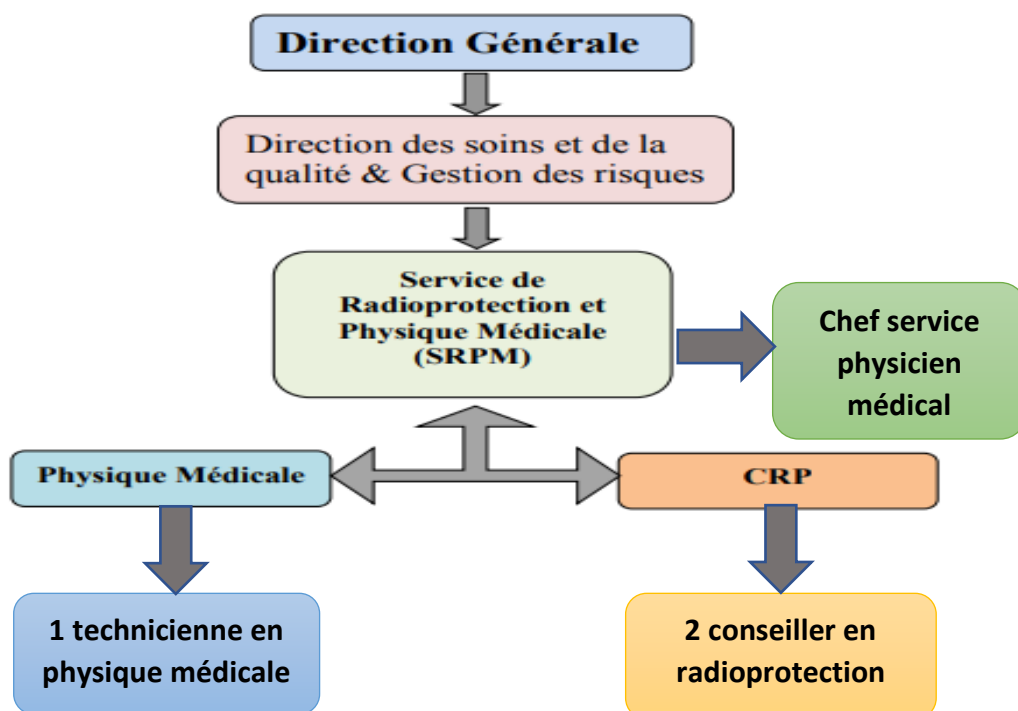 Direction Générale
Direction des soins et de la
qualité & Gestion des risques
Service de
Radioprotection et
Physique Médicale
(SRPM)
Chef service
physicien
médical
Physique Médicale
CRP
1 technicienne en
physique médicale
2 conseiller en
radioprotection